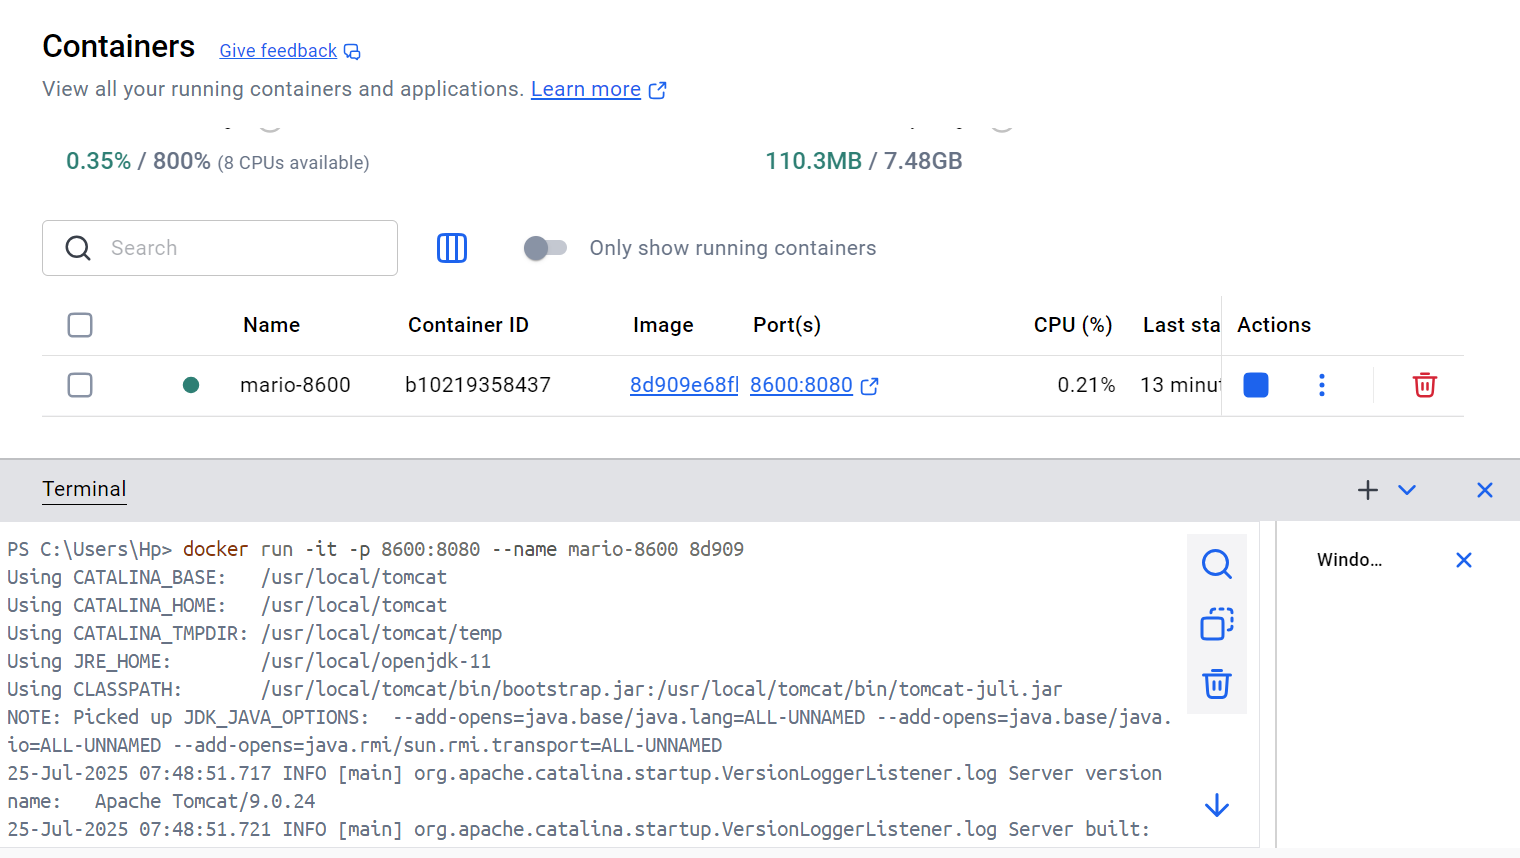 Containers Give feedback
View all your running containers and applications. Learn more
0.35% / 800% (8 CPUs available) 110.3MB / 7.48GB
Search Only show running containers
Name Container ID Image Port(s) CPU (%) Last sta Actions
mario-8600 b10219358437 8d909e68fl 8600:8080 0.21% 13 minut
Terminal
PS C:\Users\Hp> docker run -it -p 8600:8080 --name mario-8600 8d909
Using CATALINA_BASE: /usr/local/tomcat
Using CATALINA_HOME: /usr/local/tomcat
Using CATALINA_TMPDIR: /usr/local/tomcat/temp
Using JRE_HOME: /usr/local/openjdk-11
Using CLASSPATH: /usr/local/tomcat/bin/bootstrap.jar:/usr/local/tomcat/bin/tomcat-juli.jar
NOTE: Picked up JDK_JAVA_OPTIONS: --add-opens=java.base/java.lang=ALL-UNNAMED --add-opens=java.base/java.
io=ALL-UNNAMED --add-opens=java.rmi/sun.rmi.transport=ALL-UNNAMED
25-Jul-2025 07:48:51.717 INFO [main] org.apache.catalina.startup.VersionLoggerListener.log Server version
name: Apache Tomcat/9.0.24
25-Jul-2025 07:48:51.721 INFO [main] org.apache.catalina.startup.VersionLoggerListener.log Server built:
Windo...